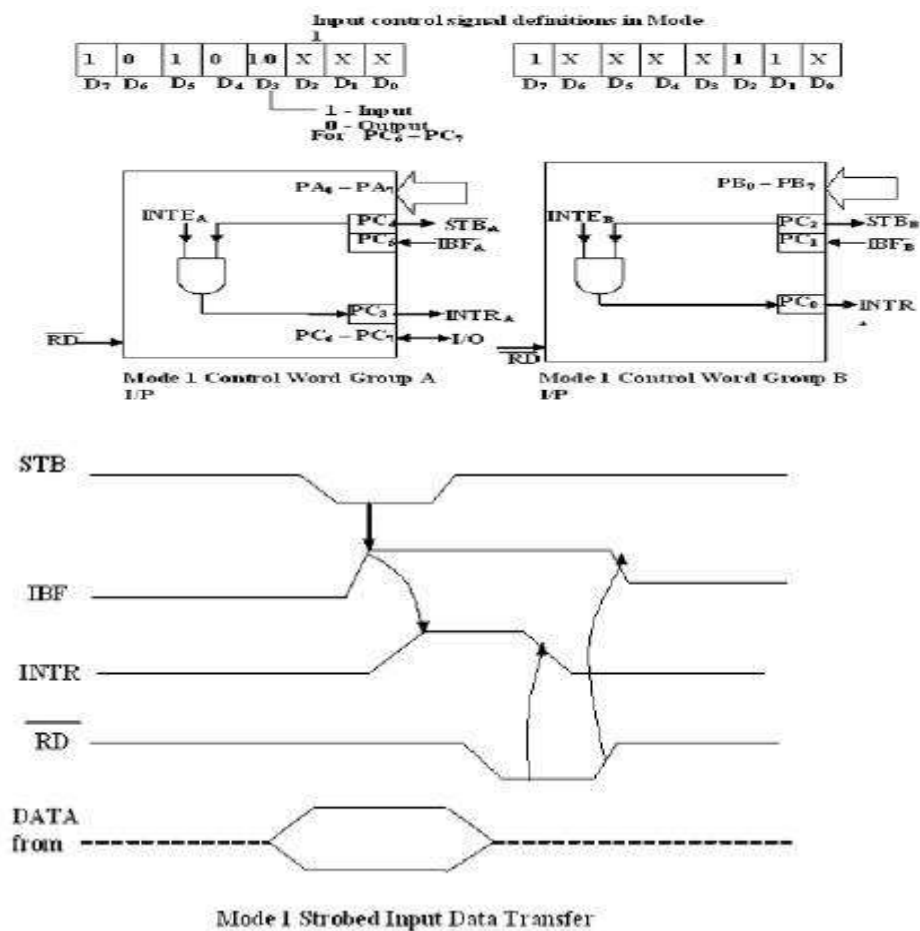 Input control signal definitions in Mode
1
1 0 1 0 1/0 X X X
D7 D6 D5 D4 D3 D2 D1 D0
1 X X X X 1 1 X
D7 D6 D5 D4 D3 D2 D1 D0
1 - Input
0 - Output
For PC6 – PC7
PA0 – PA7
INTEA
PC4
STBA
PC5
IBFA
PC3
INTRA
RD
PC6 – PC7
I/O
Mode 1 Control Word Group A
I/P
PB0 – PB7
INTEB
PC2
STBB
PC1
IBFB
PC0
INTR
RD
Mode 1 Control Word Group B
I/P
STB
IBF
INTR
RD
DATA
from
Mode 1 Strobed Input Data Transfer